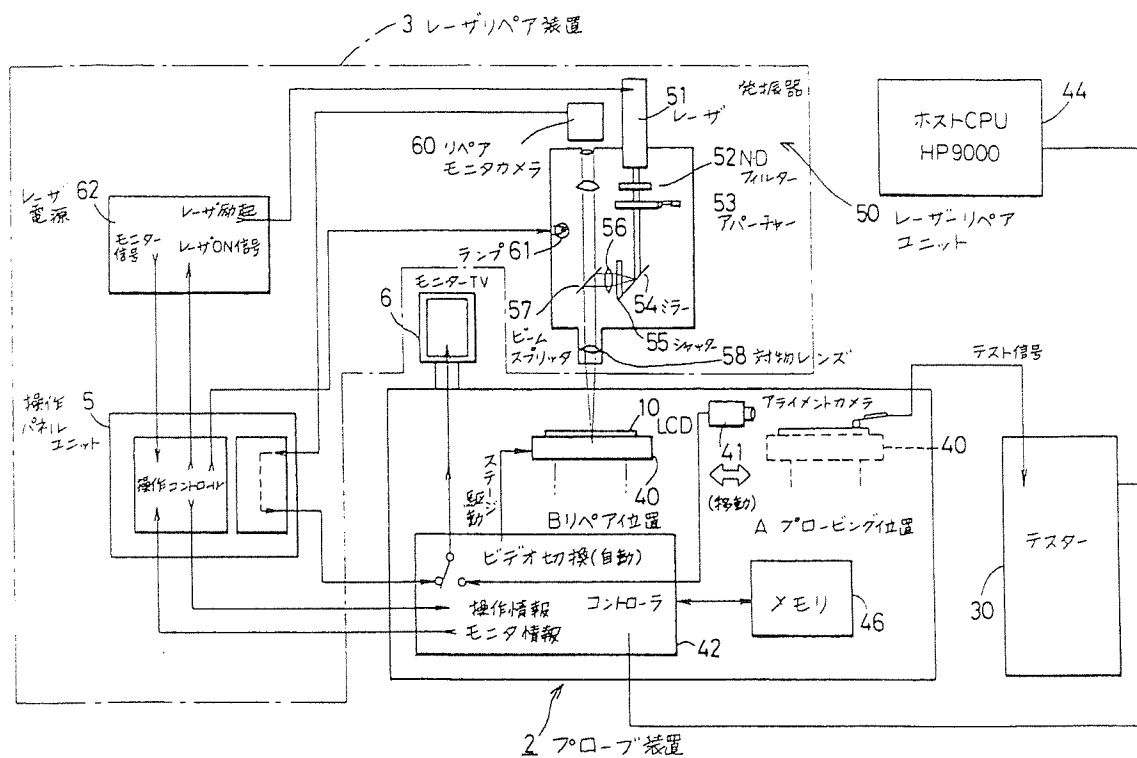 3 レーザリペア装置
発振器
51
レーザ
44
ホストCPU
HP9000
60 リペア
モニタカメラ
52 NDフィルター
53
アパーチャー
50
レーザーリペア
ユニット
レーザ
電源
62
レーザ励起
モニター
信号
レーザON信号
ランプ 61
56
モニターTV
6
57
ビーム
スプリッタ
54 ミラー
55 シャッター
58 対物レンズ
テスト信号
操作
パネル
ユニット
5
操作コントロール
10
LCD
アライメントカメラ
41
40
(移動)
ステージ
駆動
40
B リペア位置
A プロービング位置
テスター
30
ビデオ切換(自動)
操作情報
モニタ情報
コントローラ
42
メモリ
46
2 プローブ装置